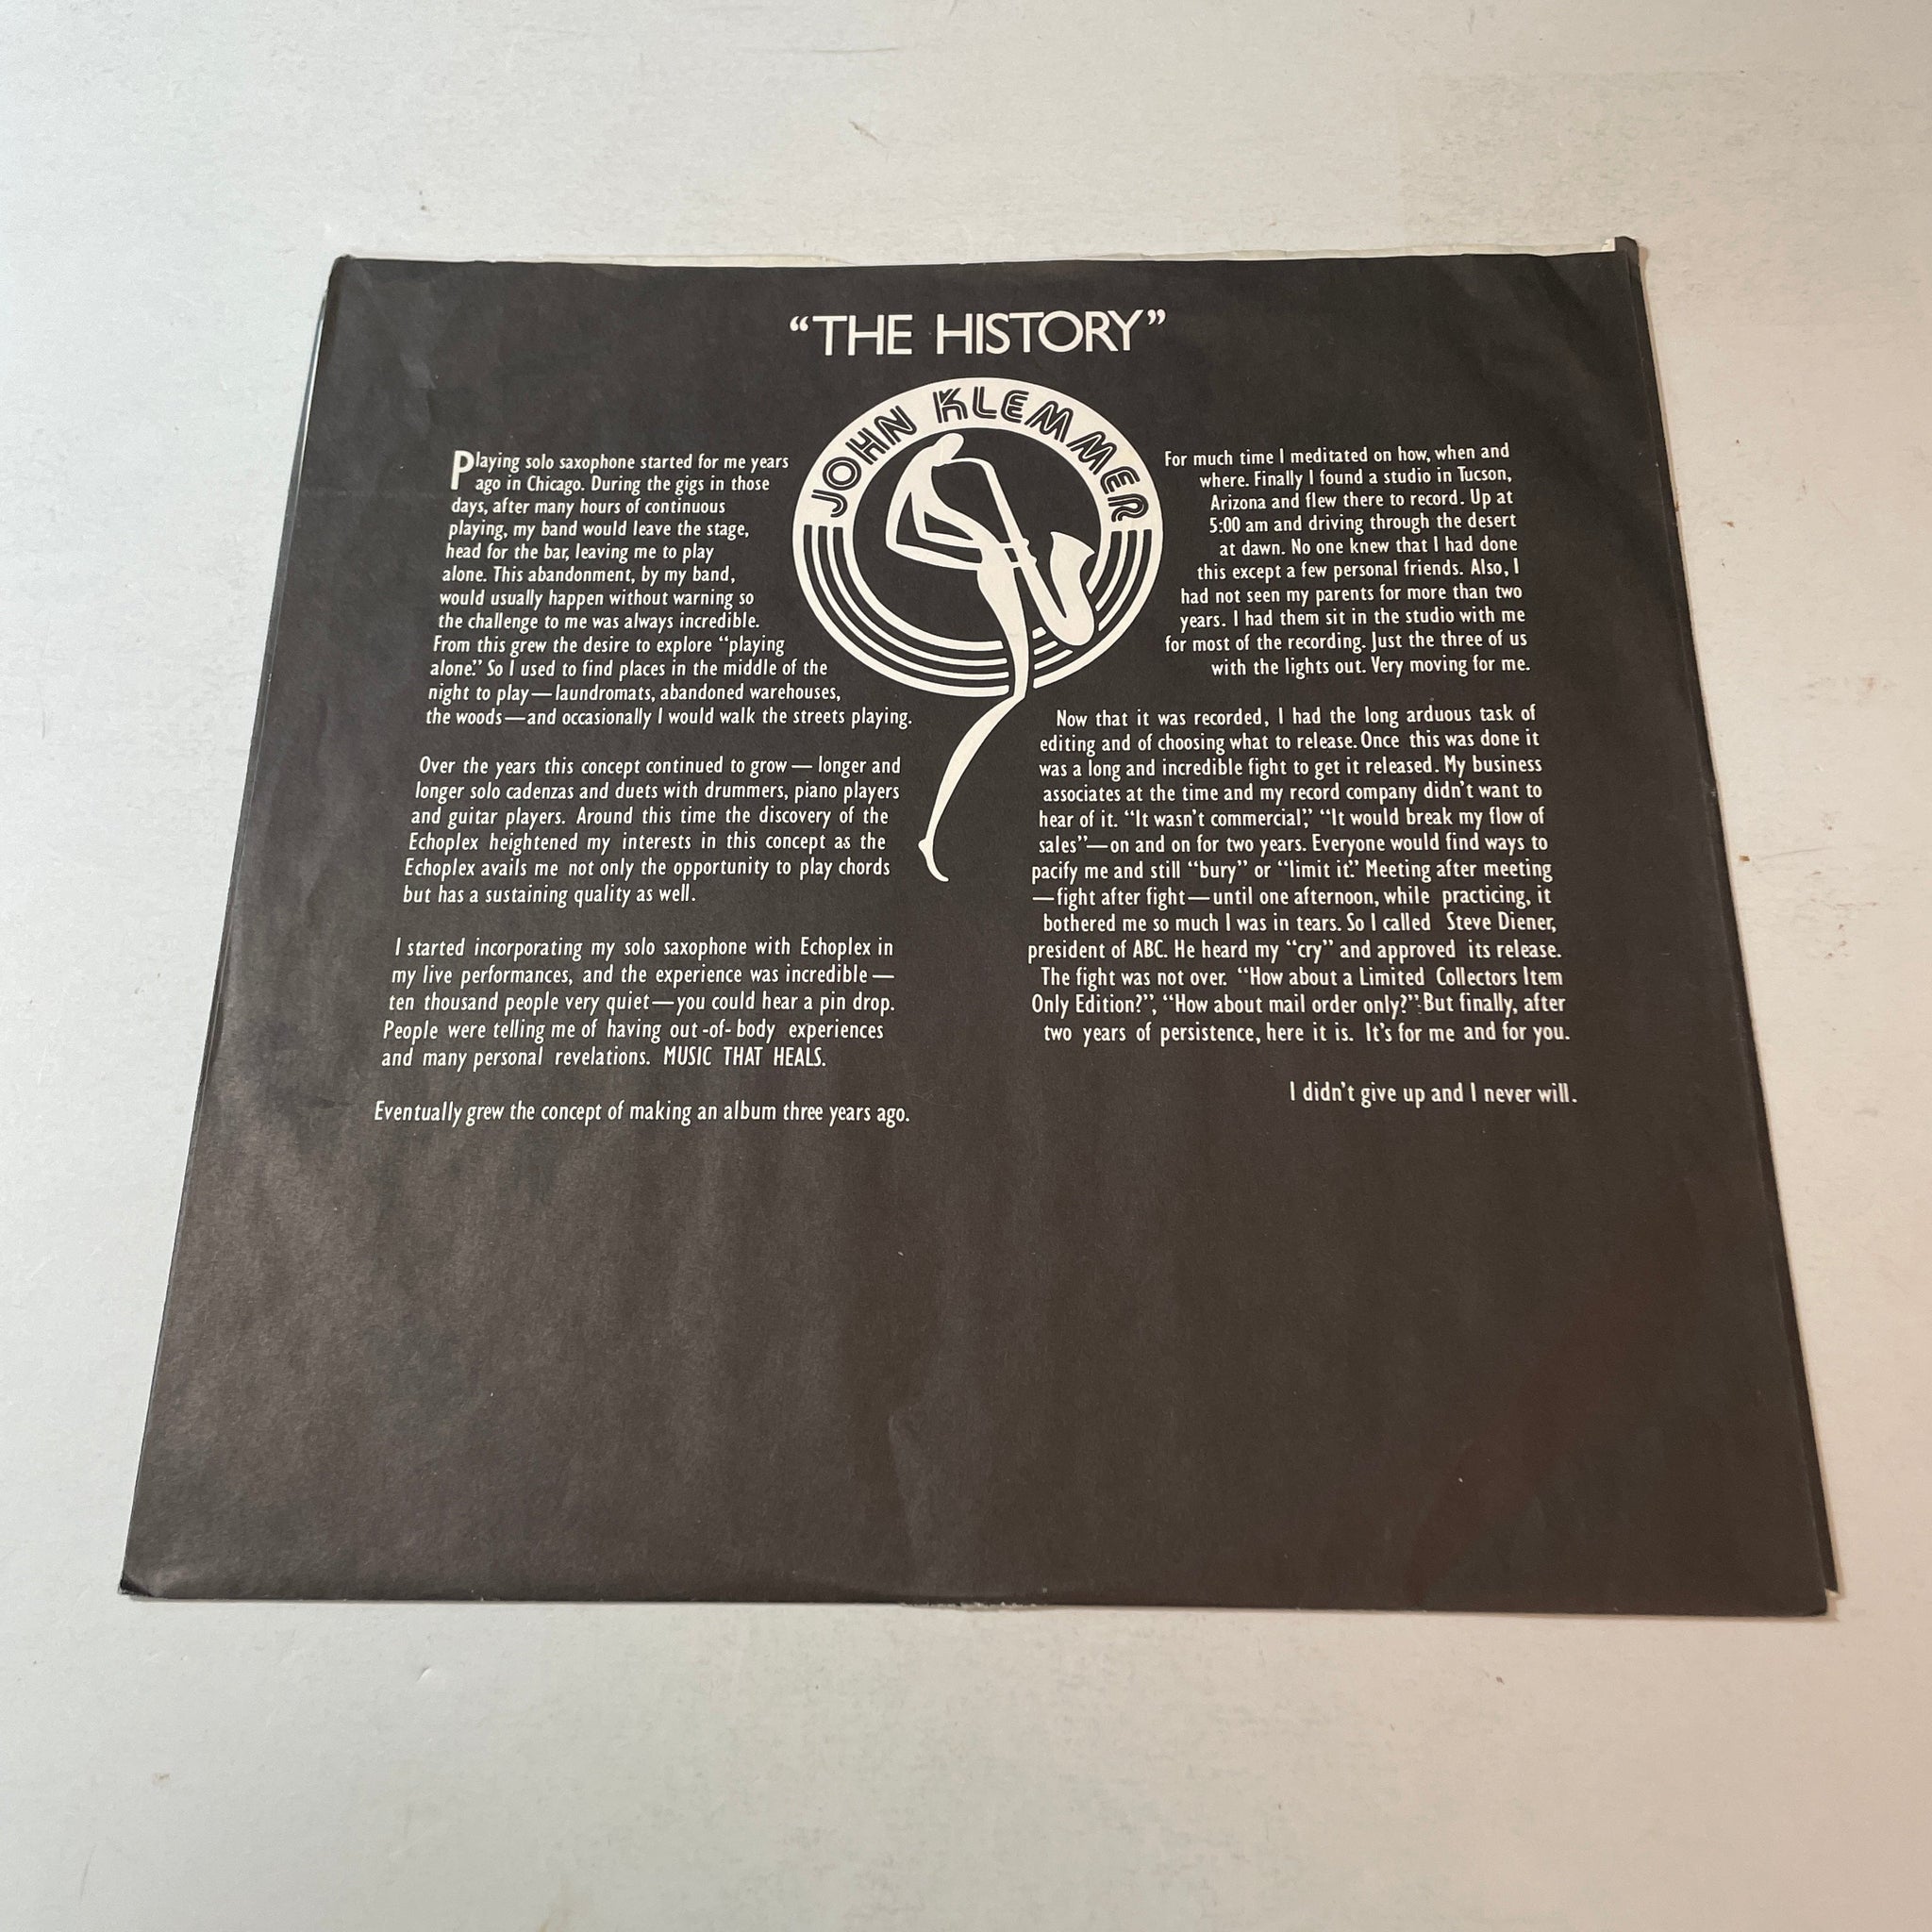 “THE HISTORY”
JOHN KLEMMER
Playing solo saxophone started for me years
ago in Chicago. During the gigs in those
days, after many hours of continuous
playing, my band would leave the stage,
head for the bar, leaving me to play
alone. This abandonment, by my band,
would usually happen without warning so
the challenge to me was always incredible.
From this grew the desire to explore “playing
alone.” So I used to find places in the middle of the
night to play—laundromats, abandoned warehouses,
the woods—and occasionally I would walk the streets playing.
Over the years this concept continued to grow — longer and
longer solo cadenzas and duets with drummers, piano players
and guitar players. Around this time the discovery of the
Echoplex heightened my interests in this concept as the
Echoplex avails me not only the opportunity to play chords
but has a sustaining quality as well.
I started incorporating my solo saxophone with Echoplex in
my live performances, and the experience was incredible —
ten thousand people very quiet—you could hear a pin drop.
People were telling me of having out-of-body experiences
and many personal revelations. MUSIC THAT HEALS.
Eventually grew the concept of making an album three years ago.
For much time I meditated on how, when and
where. Finally I found a studio in Tucson,
Arizona and flew there to record. Up at
5:00 am and driving through the desert
at dawn. No one knew that I had done
this except a few personal friends. Also, I
had not seen my parents for more than two
years. I had them sit in the studio with me
for most of the recording. Just the three of us
with the lights out. Very moving for me.
Now that it was recorded, I had the long arduous task of
editing and of choosing what to release. Once this was done it
was a long and incredible fight to get it released. My business
associates at the time and my record company didn’t want to
hear of it. “It wasn’t commercial,” “It would break my flow of
sales”—on and on for two years. Everyone would find ways to
pacify me and still “bury” or “limit it.” Meeting after meeting
—fight after fight—until one afternoon, while practicing, it
bothered me so much I was in tears. So I called Steve Diener,
president of ABC. He heard my “cry” and approved its release.
The fight was not over. “How about a Limited Collectors Item
Only Edition?”, “How about mail order only?” But finally, after
two years of persistence, here it is. It’s for me and for you.
I didn’t give up and I never will.